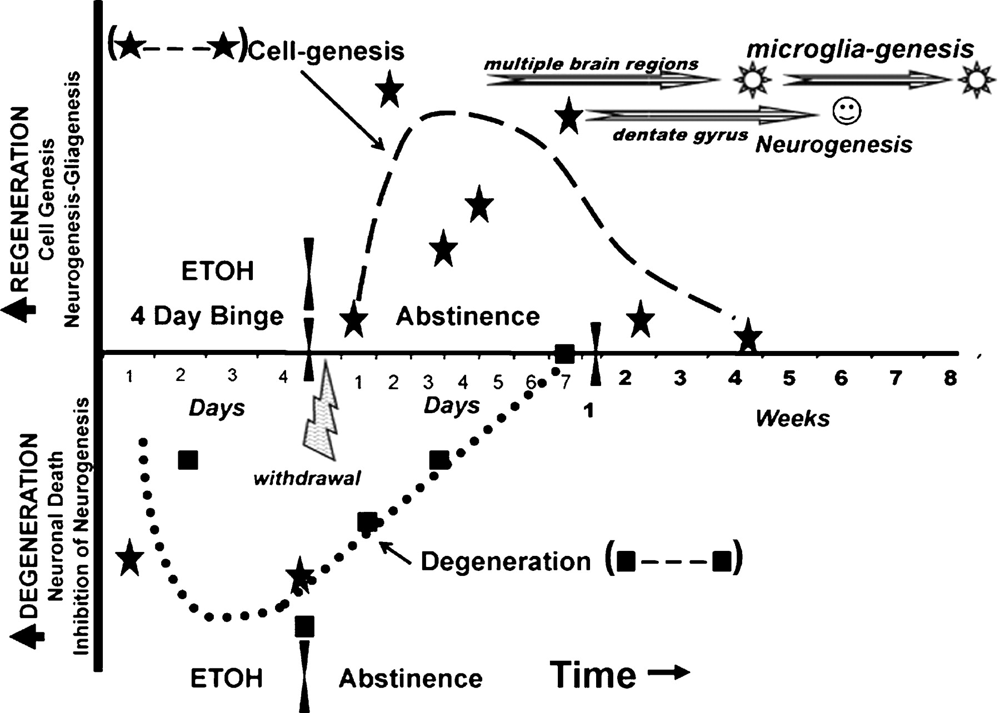 ( ) Cell-genesis
microglia-genesis
multiple brain regions
dentate gyrus
Neurogenesis
REGENERATION
Cell Genesis
Neurogenesis-Gliagenesis
ETOH
4 Day Binge
Abstinence
1 2 3 4 1 2 3 4 5 6 7 2 3 4 5 6 7 8
Days
Days
1
Weeks
withdrawal
DEGENERATION
Neuronal Death
Inhibition of Neurogenesis
Degeneration ( )
ETOH
Abstinence
Time